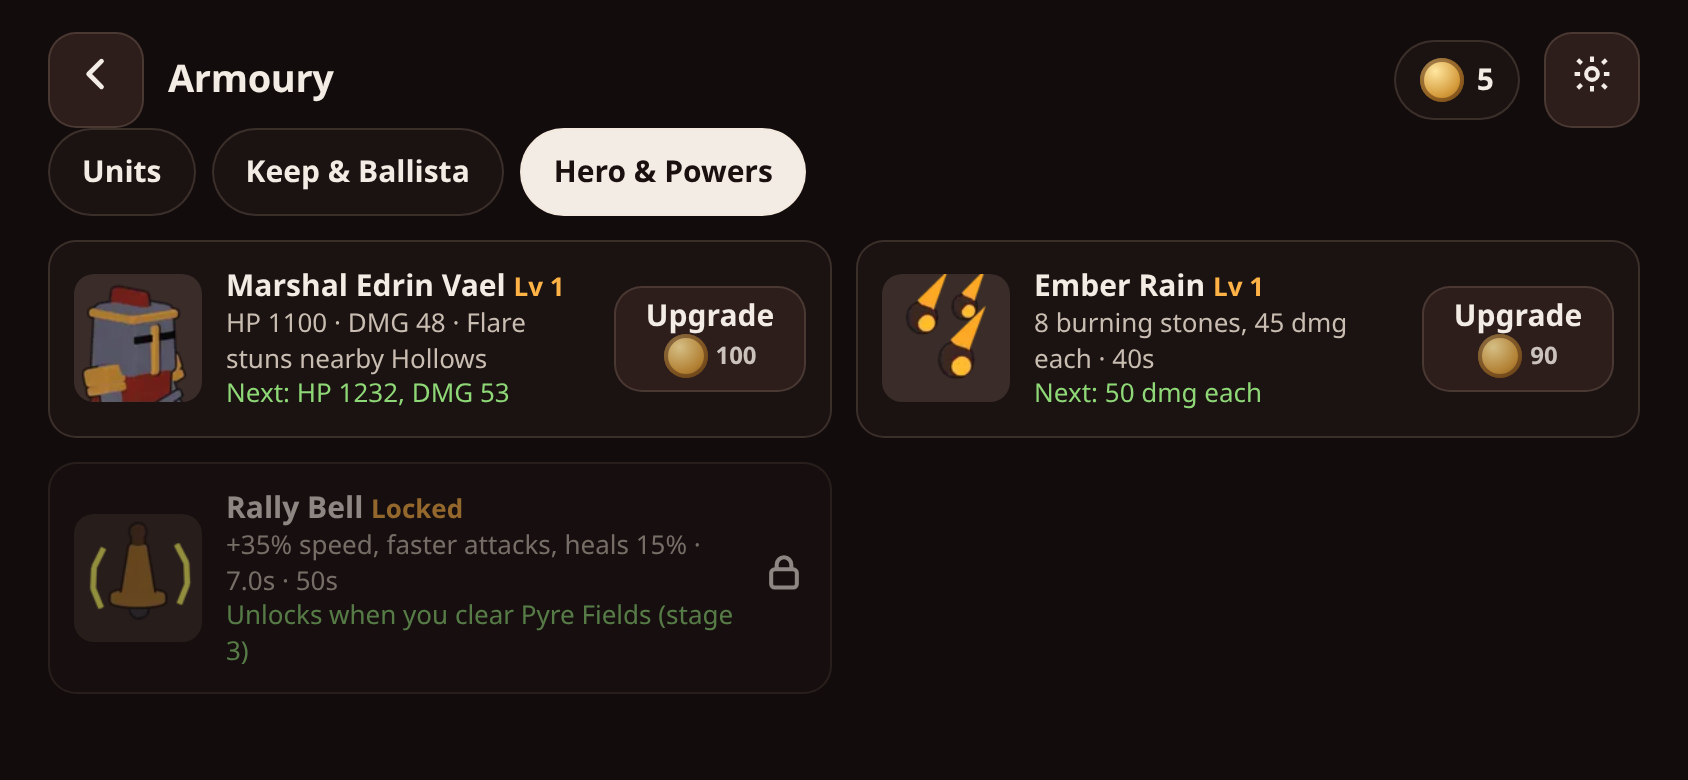 Armoury
5
Units
Keep & Ballista
Hero & Powers
Marshal Edrin Vael Lv 1
HP 1100 · DMG 48 · Flare
stuns nearby Hollows
Next: HP 1232, DMG 53
Upgrade
100
Ember Rain Lv 1
8 burning stones, 45 dmg
each · 40s
Next: 50 dmg each
Upgrade
90
Rally Bell Locked
+35% speed, faster attacks, heals 15% ·
7.0s · 50s
Unlocks when you clear Pyre Fields (stage
3)